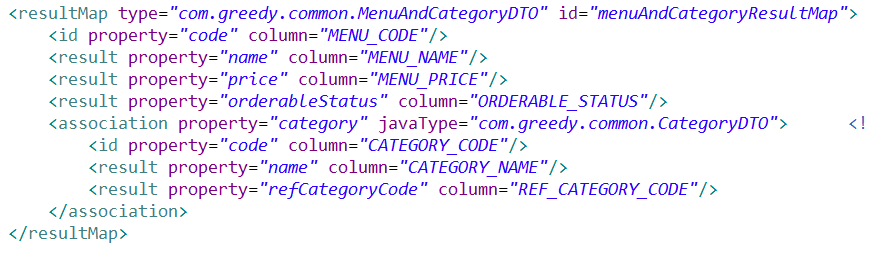 <resultMap type="com.greedy.common.MenuAndCategoryDTO" id="menuAndCategoryResultMap">
    <id property="code" column="MENU_CODE"/>
    <result property="name" column="MENU_NAME"/>
    <result property="price" column="MENU_PRICE"/>
    <result property="orderableStatus" column="ORDERABLE_STATUS"/>
    <association property="category" javaType="com.greedy.common.CategoryDTO">      <!
        <id property="code" column="CATEGORY_CODE"/>
        <result property="name" column="CATEGORY_NAME"/>
        <result property="refCategoryCode" column="REF_CATEGORY_CODE"/>
    </association>
</resultMap>